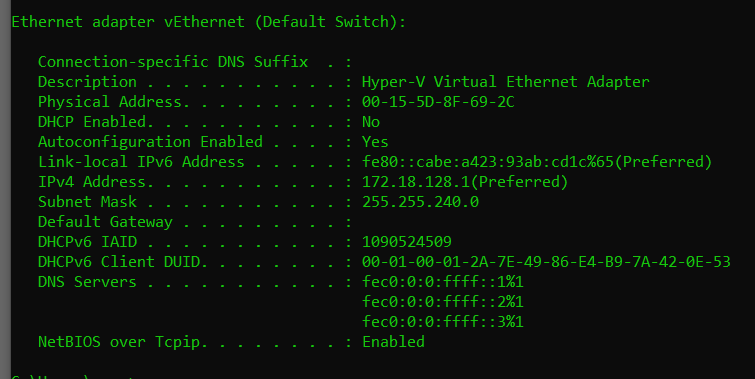 Ethernet adapter vEthernet (Default Switch):
Connection-specific DNS Suffix  . :
Description . . . . . . . . . . . : Hyper-V Virtual Ethernet Adapter
Physical Address. . . . . . . . . : 00-15-5D-8F-69-2C
DHCP Enabled. . . . . . . . . . . : No
Autoconfiguration Enabled . . . . : Yes
Link-local IPv6 Address . . . . . : fe80::cabe:a423:93ab:cd1c%65(Preferred)
IPv4 Address. . . . . . . . . . . : 172.18.128.1(Preferred)
Subnet Mask . . . . . . . . . . . : 255.255.240.0
Default Gateway . . . . . . . . . :
DHCPv6 IAID . . . . . . . . . . . : 1090524509
DHCPv6 Client DUID. . . . . . . . : 00-01-00-01-2A-7E-49-86-E4-B9-7A-42-0E-53
DNS Servers . . . . . . . . . . . : fec0:0:0:ffff::1%1
fec0:0:0:ffff::2%1
fec0:0:0:ffff::3%1
NetBIOS over Tcpip. . . . . . . . : Enabled